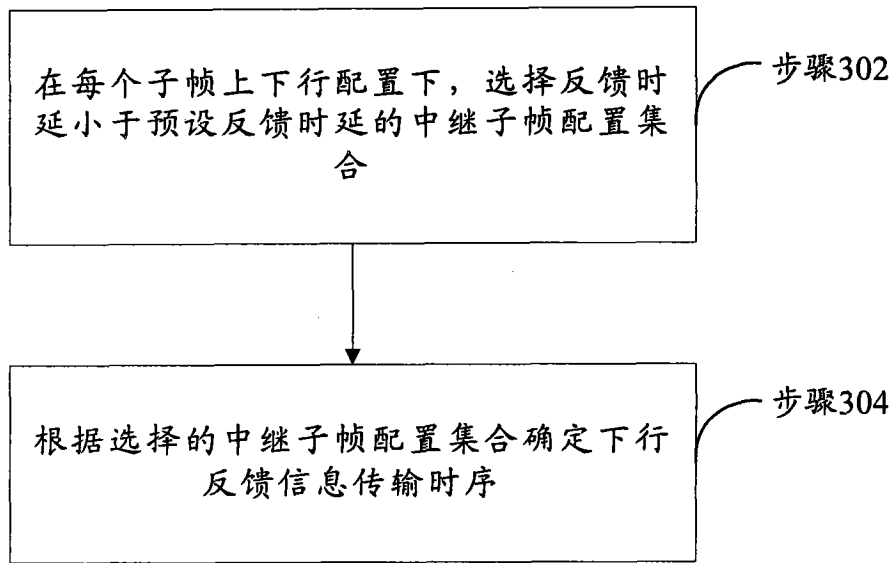 在每个子帧上下行配置下，选择反馈时
延小于预设反馈时延的中继子帧配置集
合
步骤302
根据选择的中继子帧配置集合确定下行
反馈信息传输时序
步骤304